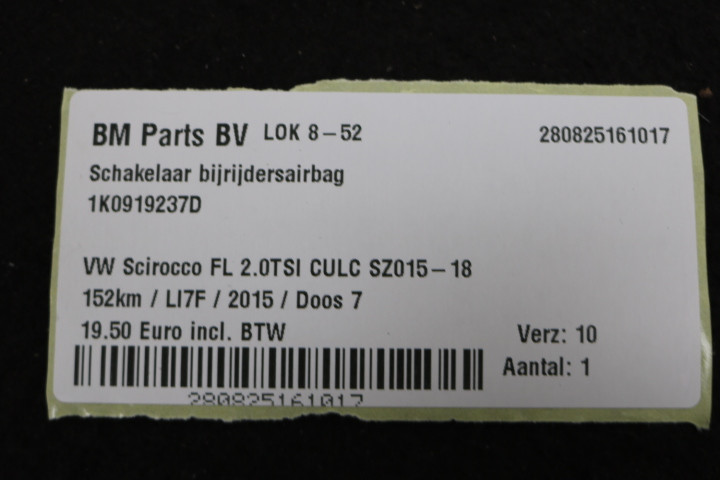 BM Parts BV LOK 8-52 280825161017
Schakelaar bijrijdersairbag
1K0919237D
VW Scirocco FL 2.0TSI CULC SZ015-18
152km / LI7F / 2015 / Doos 7
19.50 Euro incl. BTW Verz: 10
Aantal: 1
280825161017